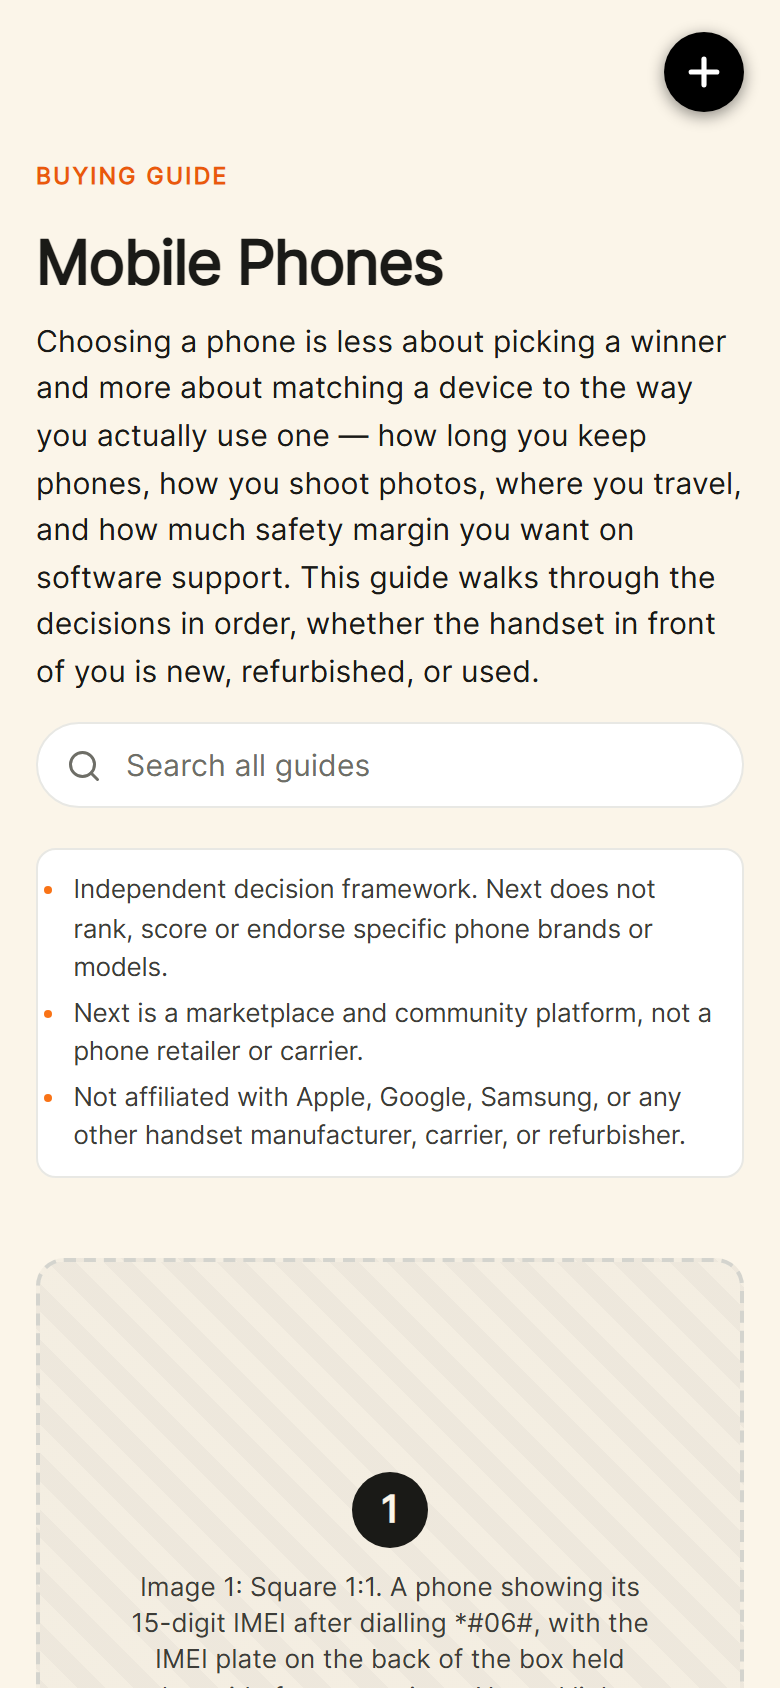 BUYING GUIDE
Mobile Phones
Choosing a phone is less about picking a winner
and more about matching a device to the way
you actually use one — how long you keep
phones, how you shoot photos, where you travel,
and how much safety margin you want on
software support. This guide walks through the
decisions in order, whether the handset in front
of you is new, refurbished, or used.
Search all guides
• Independent decision framework. Next does not
rank, score or endorse specific phone brands or
models.
• Next is a marketplace and community platform, not a
phone retailer or carrier.
• Not affiliated with Apple, Google, Samsung, or any
other handset manufacturer, carrier, or refurbisher.
1
Image 1: Square 1:1. A phone showing its
15-digit IMEI after dialling *#06#, with the
IMEI plate on the back of the box held